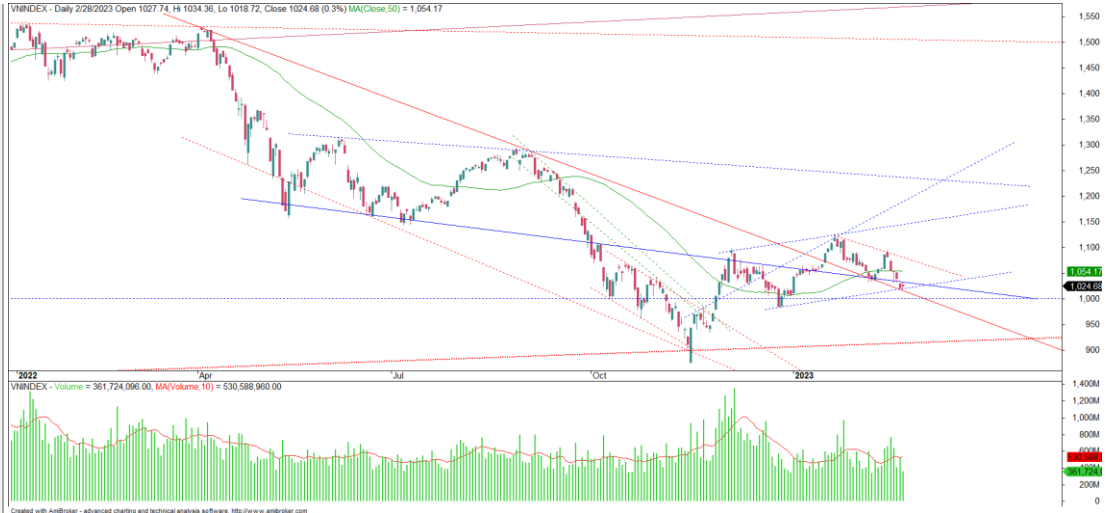 VNINDEX - Daily 2/28/2023 Open 1027.74, Hi 1034.36, Lo 1018.72, Close 1024.68 (0.3%) MA(Close,50) = 1,054.17
1,550
1,500
1,450
1,400
1,350
1,300
1,250
1,200
1,150
1,100
1,054.17
1,050
1,024.68
1,000
950
900
2022 Apr Jul Oct 2023
VNINDEX - Volume = 361,724,096.00, MA(Volume,10) = 530,588,960.00
1,400M
1,200M
1,000M
800M
600M
530,588,
400M
361,724,0
200M
0
Created with AmiBroker - advanced charting and technical analysis software. http://www.amibroker.com